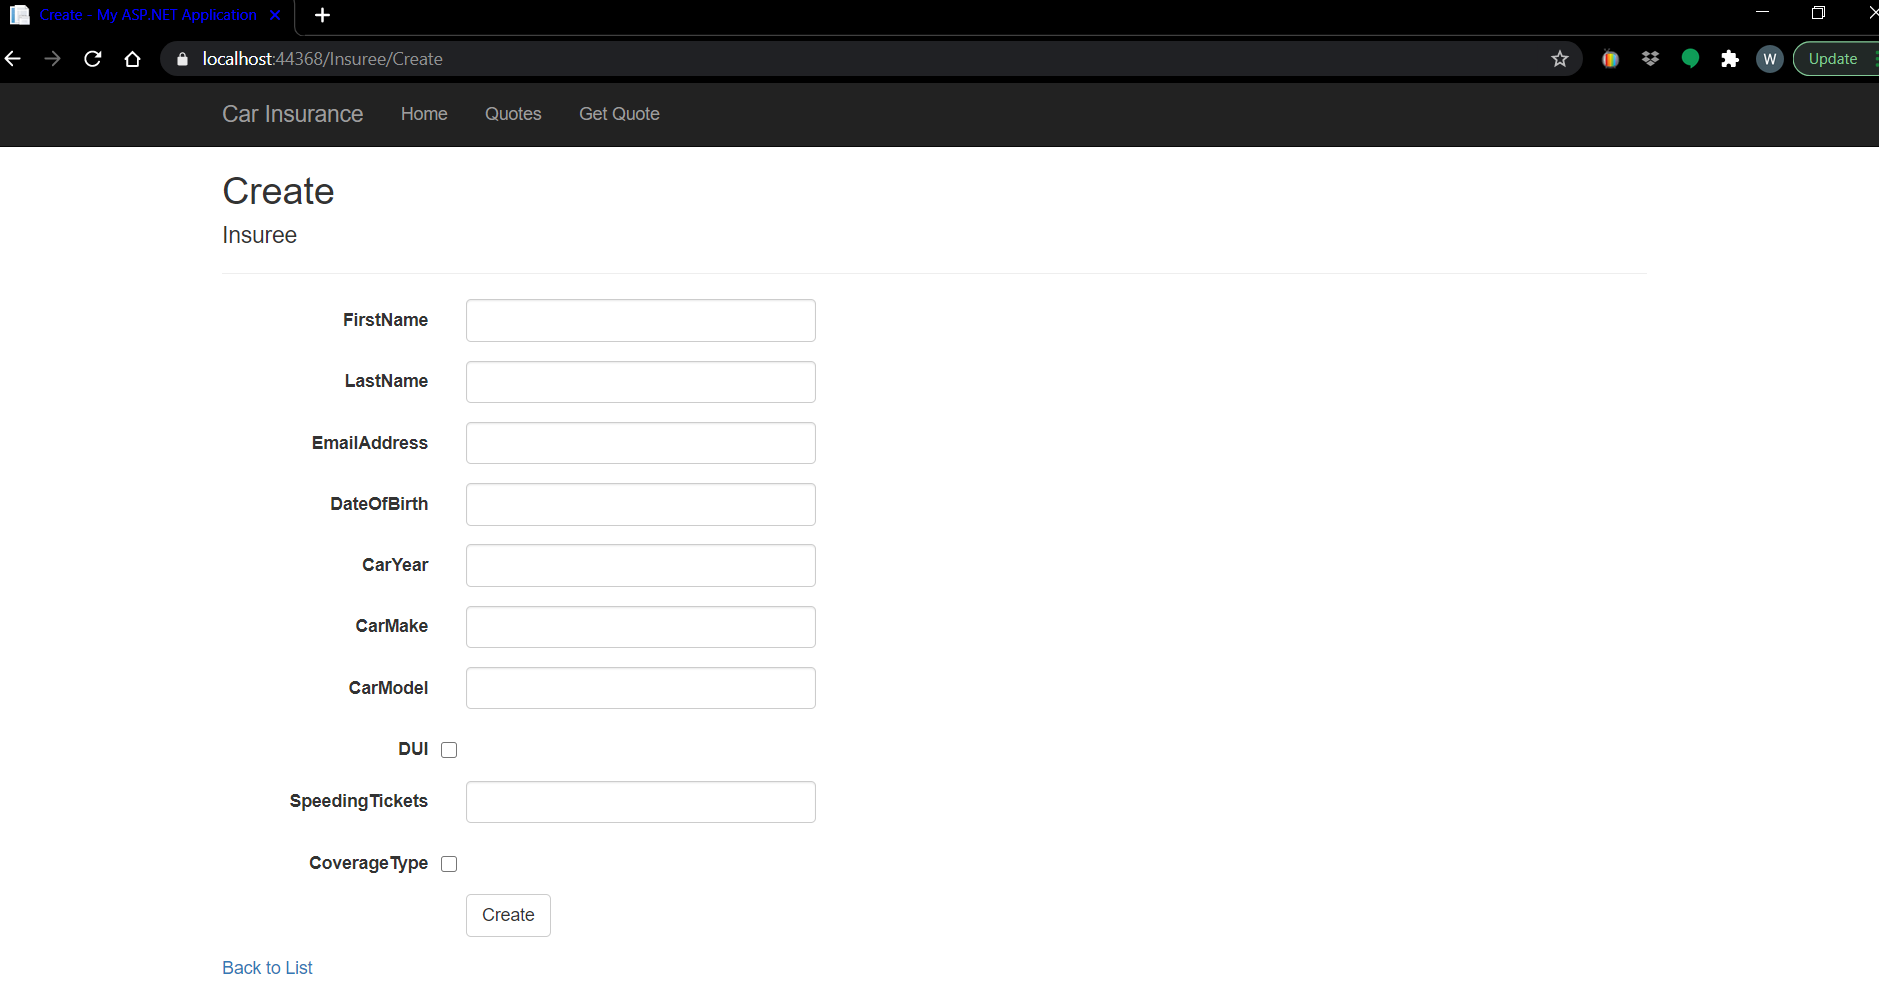 Create - My ASP.NET Application
localhost:44368/Insuree/Create
W
Update
Car Insurance Home Quotes Get Quote
Create
Insuree
FirstName
LastName
EmailAddress
DateOfBirth
CarYear
CarMake
CarModel
DUI
SpeedingTickets
CoverageType
Create
Back to List